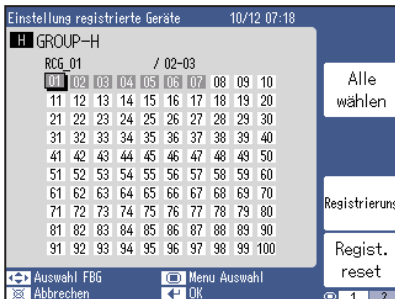 Einstellung registrierte Geräte 10/12 07:18
H GROUP-H
RCG_01 / 02-03
01 02 03 04 05 06 07 08 09 10
11 12 13 14 15 16 17 18 19 20
21 22 23 24 25 26 27 28 29 30
31 32 33 34 35 36 37 38 39 40
41 42 43 44 45 46 47 48 49 50
51 52 53 54 55 56 57 58 59 60
61 62 63 64 65 66 67 68 69 70
71 72 73 74 75 76 77 78 79 80
81 82 83 84 85 86 87 88 89 90
91 92 93 94 95 96 97 98 99 100
Alle
wählen
Registrierung
Regist.
reset
Auswahl FBG Menu Auswahl
Abbrechen OK 1 2